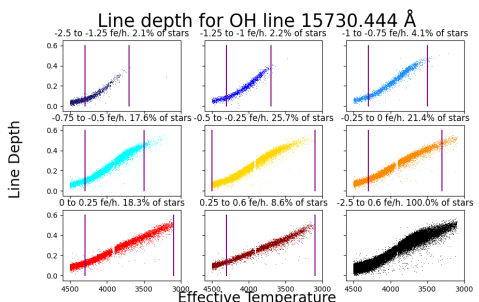 Line depth for OH line 15730.444 Å
-2.5 to -1.25 fe/h. 2.1% of stars
-1.25 to -1 fe/h. 2.2% of stars
-1 to -0.75 fe/h. 4.1% of stars
0.6
0.4
0.2
0.0
-0.75 to -0.5 fe/h. 17.6% of stars
-0.5 to -0.25 fe/h. 25.7% of stars
-0.25 to 0 fe/h. 21.4% of stars
Line Depth
0.6
0.4
0.2
0.0
0 to 0.25 fe/h. 18.3% of stars
0.25 to 0.6 fe/h. 8.6% of stars
-2.5 to 0.6 fe/h. 100.0% of stars
0.6
0.4
0.2
0.0
4500 4000 3500 3000
4500 4000 3500 3000
4500 4000 3500 3000
Effective Temperature